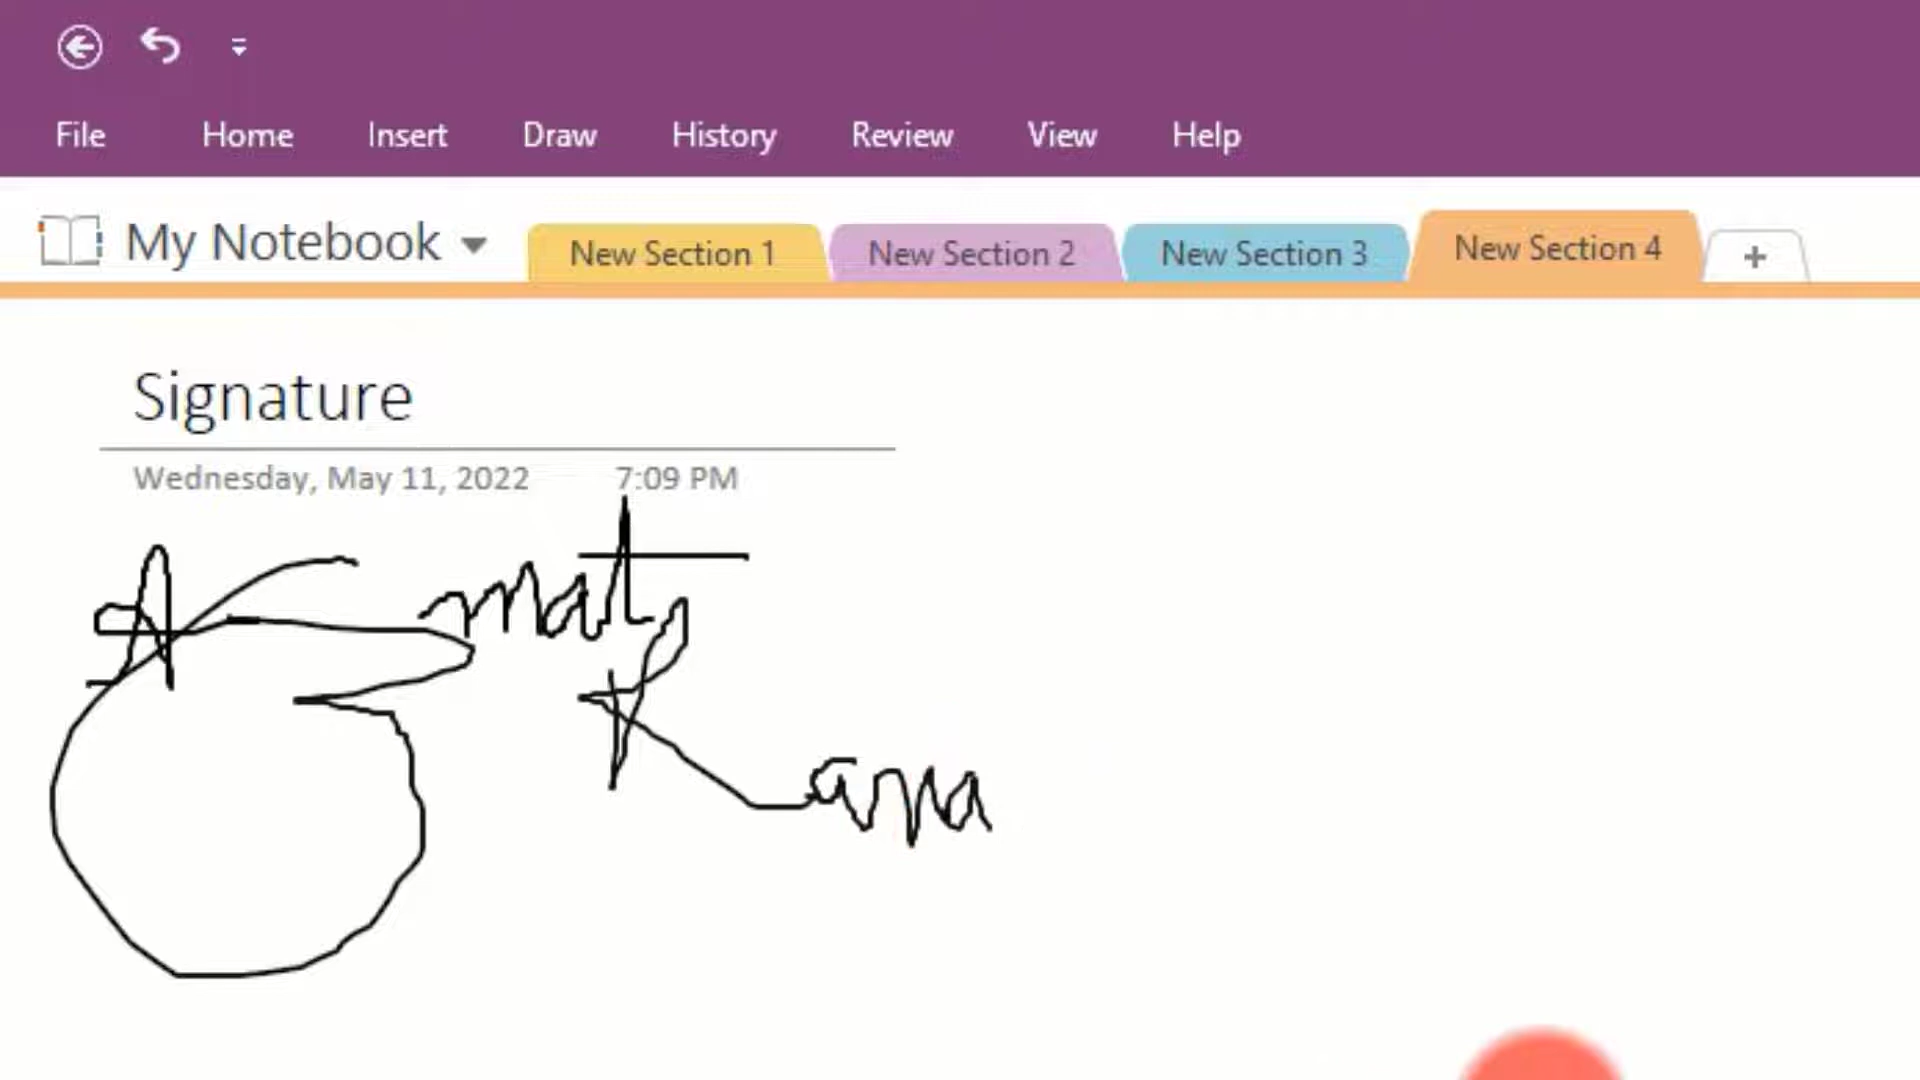 File Home Insert Draw History Review View Help
My Notebook New Section 1 New Section 2 New Section 3 New Section 4 +
Signature
Wednesday, May 11, 2022 7:09 PM